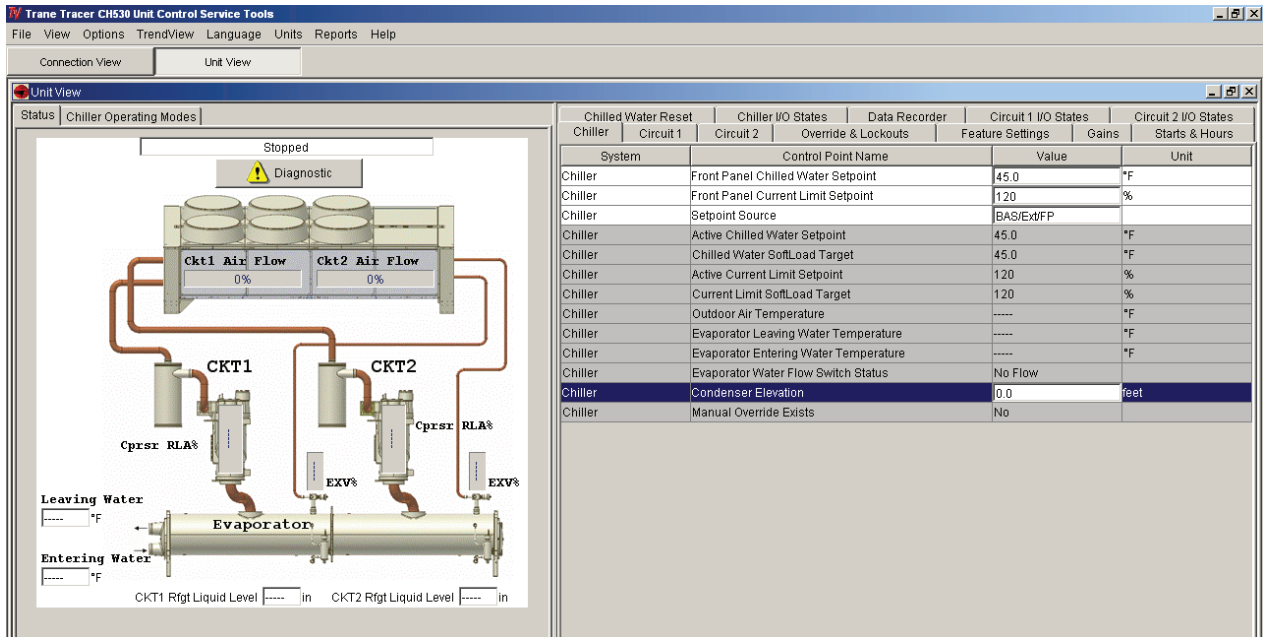 Trane Tracer CH530 Unit Control Service Tools
File View Options TrendView Language Units Reports Help
Connection View Unit View
Unit View
Status Chiller Operating Modes
Stopped
Diagnostic
Ckt1 Air Flow Ckt2 Air Flow
0% 0%
CKT1 CKT2
Cprsr RLA%
Cprsr RLA%
EXV% EXV%
Leaving Water
----- °F
Evaporator
Entering Water
----- °F
CKT1 Rfgt Liquid Level ----- in CKT2 Rfgt Liquid Level ----- in
Chilled Water Reset Chiller I/O States Data Recorder Circuit 1 I/O States Circuit 2 I/O States
Chiller Circuit 1 Circuit 2 Override & Lockouts Feature Settings Gains Starts & Hours
System Control Point Name Value Unit
Chiller Front Panel Chilled Water Setpoint 45.0 °F
Chiller Front Panel Current Limit Setpoint 120 %
Chiller Setpoint Source BAS/Ext/FP
Chiller Active Chilled Water Setpoint 45.0 °F
Chiller Chilled Water SoftLoad Target 45.0 °F
Chiller Active Current Limit Setpoint 120 %
Chiller Current Limit SoftLoad Target 120 %
Chiller Outdoor Air Temperature ----- °F
Chiller Evaporator Leaving Water Temperature ----- °F
Chiller Evaporator Entering Water Temperature ----- °F
Chiller Evaporator Water Flow Switch Status No Flow
Chiller Condenser Elevation 0.0 feet
Chiller Manual Override Exists No